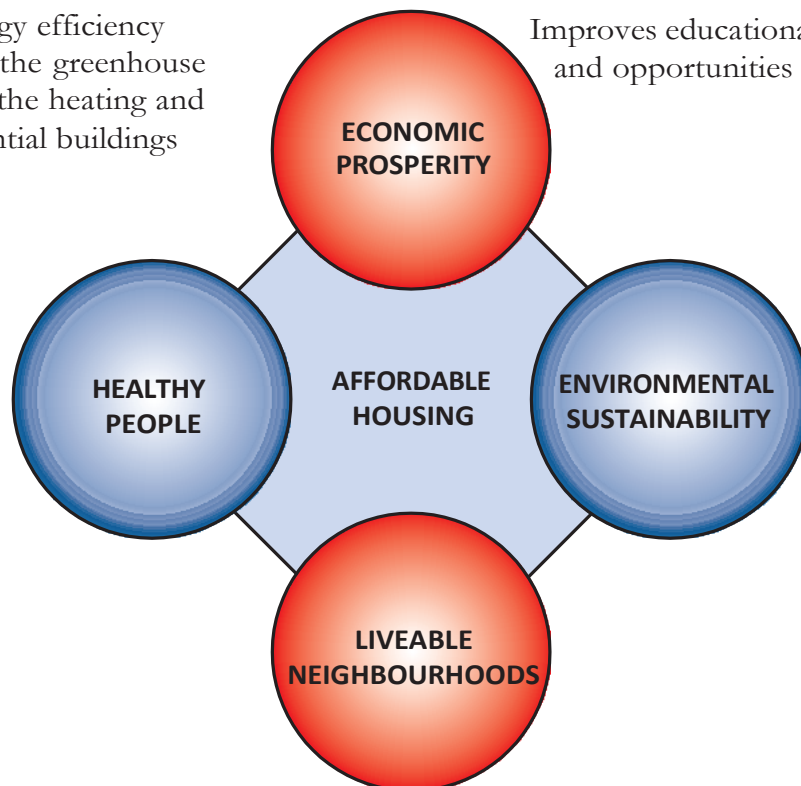 gy efficiency
the greenhouse
the heating and
ntial buildings
Improves educationa
and opportunities
ECONOMIC
PROSPERITY
HEALTHY
PEOPLE
AFFORDABLE
HOUSING
ENVIRONMENTAL
SUSTAINABILITY
LIVEABLE
NEIGHBOURHOODS